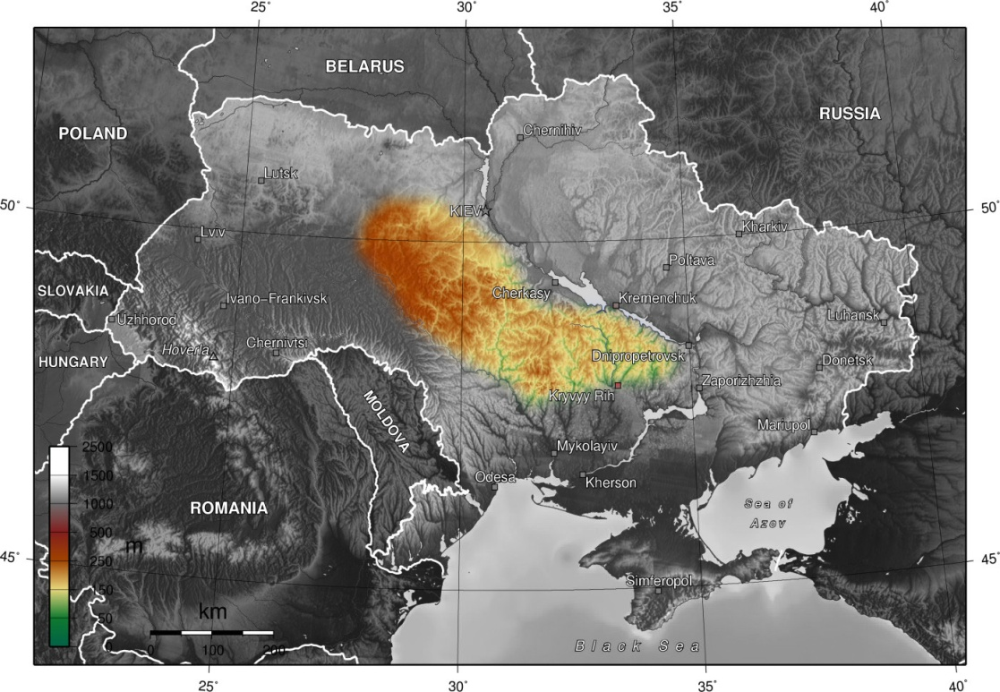 25° 30° 35° 40°
BELARUS
RUSSIA
POLAND
Chernihiv
Lutsk
50° KIEV 50°
Kharkiv
Lviv
Poltava
SLOVAKIA
Cherkasy Kremenchuk
Ivano-Frankivsk
Uzhhorod Luhansk
Chernivtsi
Hoverla
HUNGARY Dnipropetrovsk Donetsk
Zaporizhzhia
Kryvyy Rih
MOLDOVA
Mariupol
2500 Mykolayiv
1500 Odesa
Kherson
1000 ROMANIA Sea of
Azov
500
m
45° 250 45°
Simferopol
150
km
50
Black Sea
0 100 200
25° 30° 35° 40°